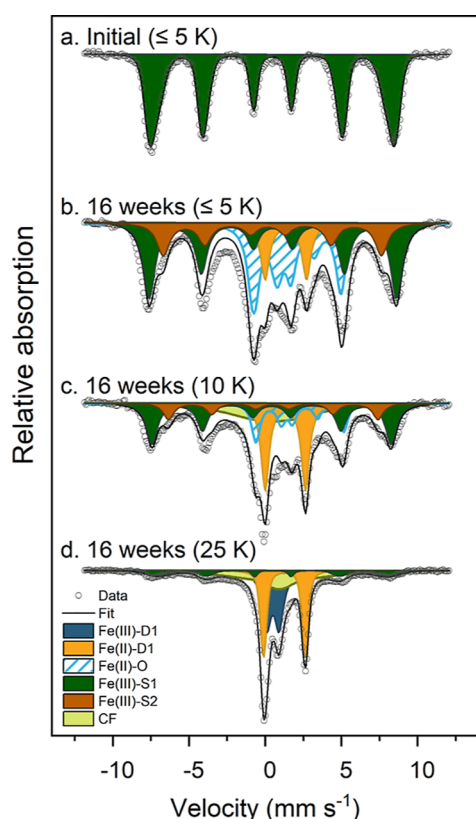 a. Initial (≤ 5 K)
b. 16 weeks (≤ 5 K)
c. 16 weeks (10 K)
d. 16 weeks (25 K)
Relative absorption
Data
Fit
Fe(III)-D1
Fe(II)-D1
Fe(II)-O
Fe(III)-S1
Fe(III)-S2
CF
-10 -5 0 5 10
Velocity (mm s⁻¹)